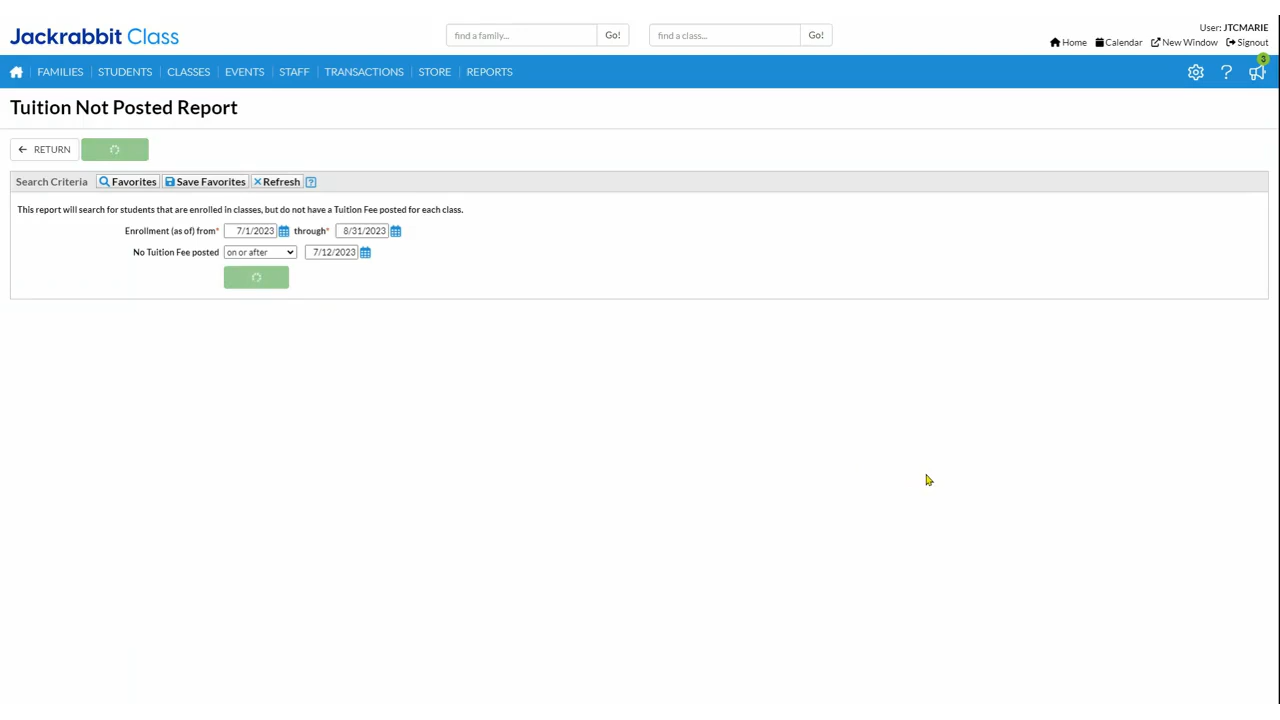 User: JTCMARIE
Jackrabbit Class
find a family... Go! find a class... Go!
Home Calendar New Window Signout
3
FAMILIES STUDENTS CLASSES EVENTS STAFF TRANSACTIONS STORE REPORTS ?
Tuition Not Posted Report
RETURN
Search Criteria Favorites Save Favorites Refresh ?
This report will search for students that are enrolled in classes, but do not have a Tuition Fee posted for each class.
Enrollment (as of) from* 7/1/2023 through* 8/31/2023
No Tuition Fee posted on or after 7/12/2023